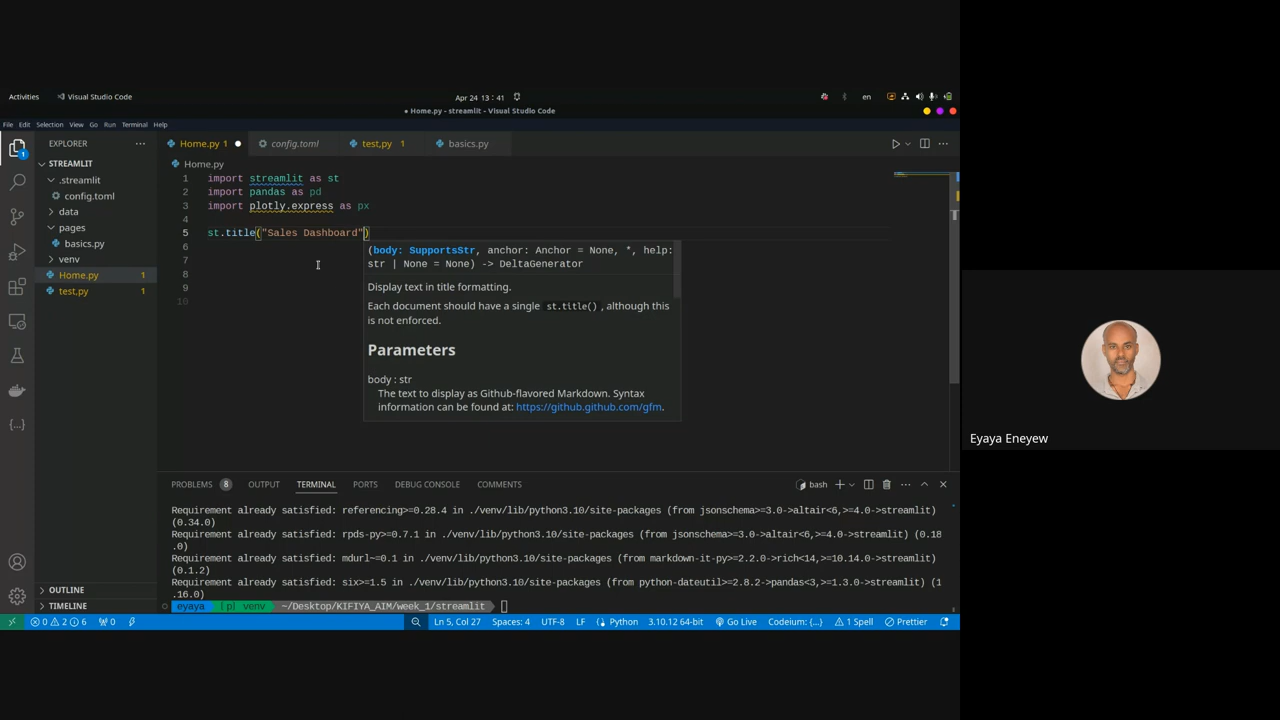 Activities
Visual Studio Code
Apr 24 13:41
en
● Home.py - streamlit - Visual Studio Code
File Edit Selection View Go Run Terminal Help
EXPLORER
Home.py 1
config.toml
test.py 1
basics.py
STREAMLIT
.streamlit
config.toml
data
pages
basics.py
venv
Home.py 1
test.py 1
OUTLINE
TIMELINE
1
Home.py
1 import streamlit as st
2 import pandas as pd
3 import plotly.express as px
4
5 st.title("Sales Dashboard")
6
7
8
9
10
(body: SupportsStr, anchor: Anchor = None, *, help:
str | None = None) -> DeltaGenerator
Display text in title formatting.
Each document should have a single st.title() , although this
is not enforced.
Parameters
body : str
The text to display as Github-flavored Markdown. Syntax
information can be found at: https://github.github.com/gfm.
PROBLEMS 8 OUTPUT TERMINAL PORTS DEBUG CONSOLE COMMENTS
bash
Requirement already satisfied: referencing>=0.28.4 in ./venv/lib/python3.10/site-packages (from jsonschema>=3.0->altair<6,>=4.0->streamlit)
(0.34.0)
Requirement already satisfied: rpds-py>=0.7.1 in ./venv/lib/python3.10/site-packages (from jsonschema>=3.0->altair<6,>=4.0->streamlit) (0.18
.0)
Requirement already satisfied: mdurl~=0.1 in ./venv/lib/python3.10/site-packages (from markdown-it-py>=2.2.0->rich<14,>=10.14.0->streamlit)
(0.1.2)
Requirement already satisfied: six>=1.5 in ./venv/lib/python3.10/site-packages (from python-dateutil>=2.8.2->pandas<3,>=1.3.0->streamlit) (1
.16.0)
eyaya venv ~/Desktop/KIFIYA_AIM/week_1/streamlit
0 2 6 0 Ln 5, Col 27 Spaces: 4 UTF-8 LF Python 3.10.12 64-bit Go Live Codeium: {...} 1 Spell Prettier
Eyaya Eneyew